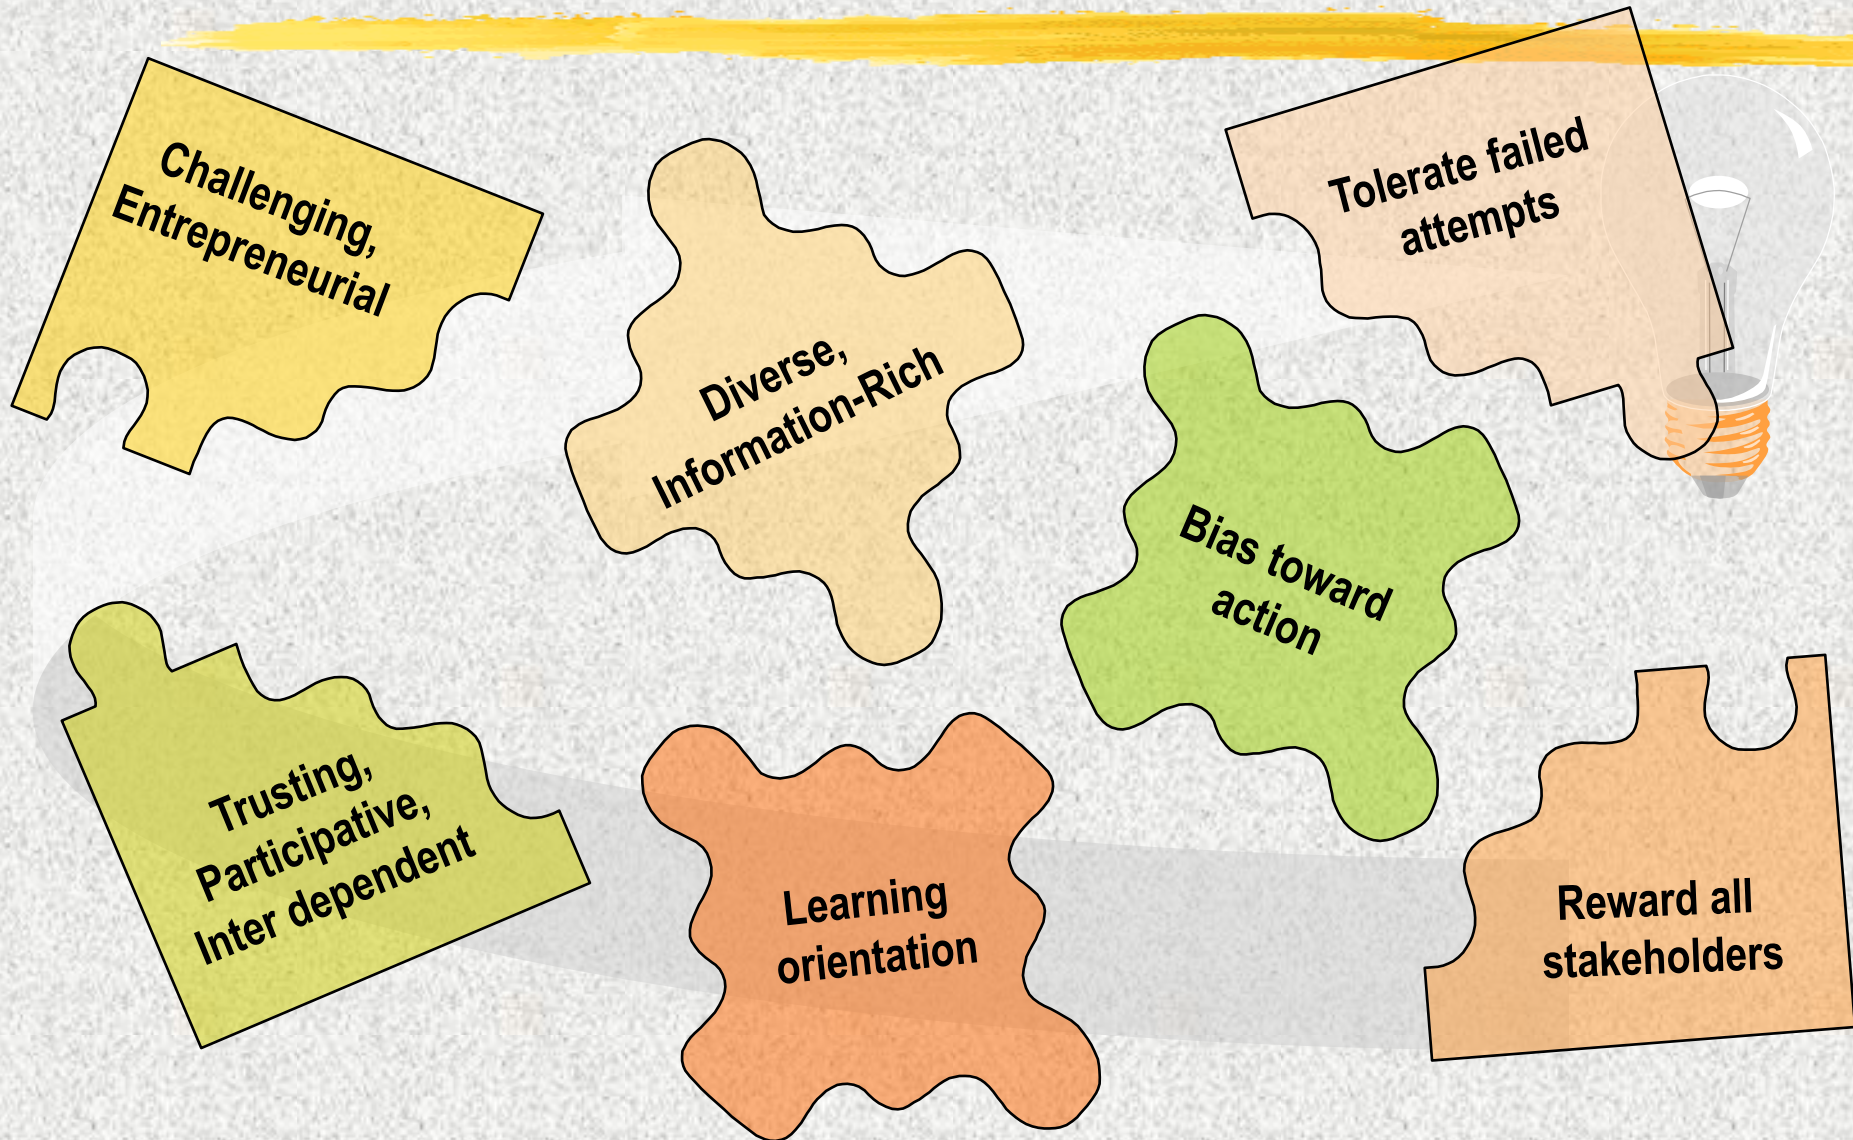 Challenging,
Entrepreneurial
Diverse,
Information-Rich
Tolerate failed
attempts
Bias toward
action
Trusting,
Participative,
Inter dependent
Learning
orientation
Reward all
stakeholders